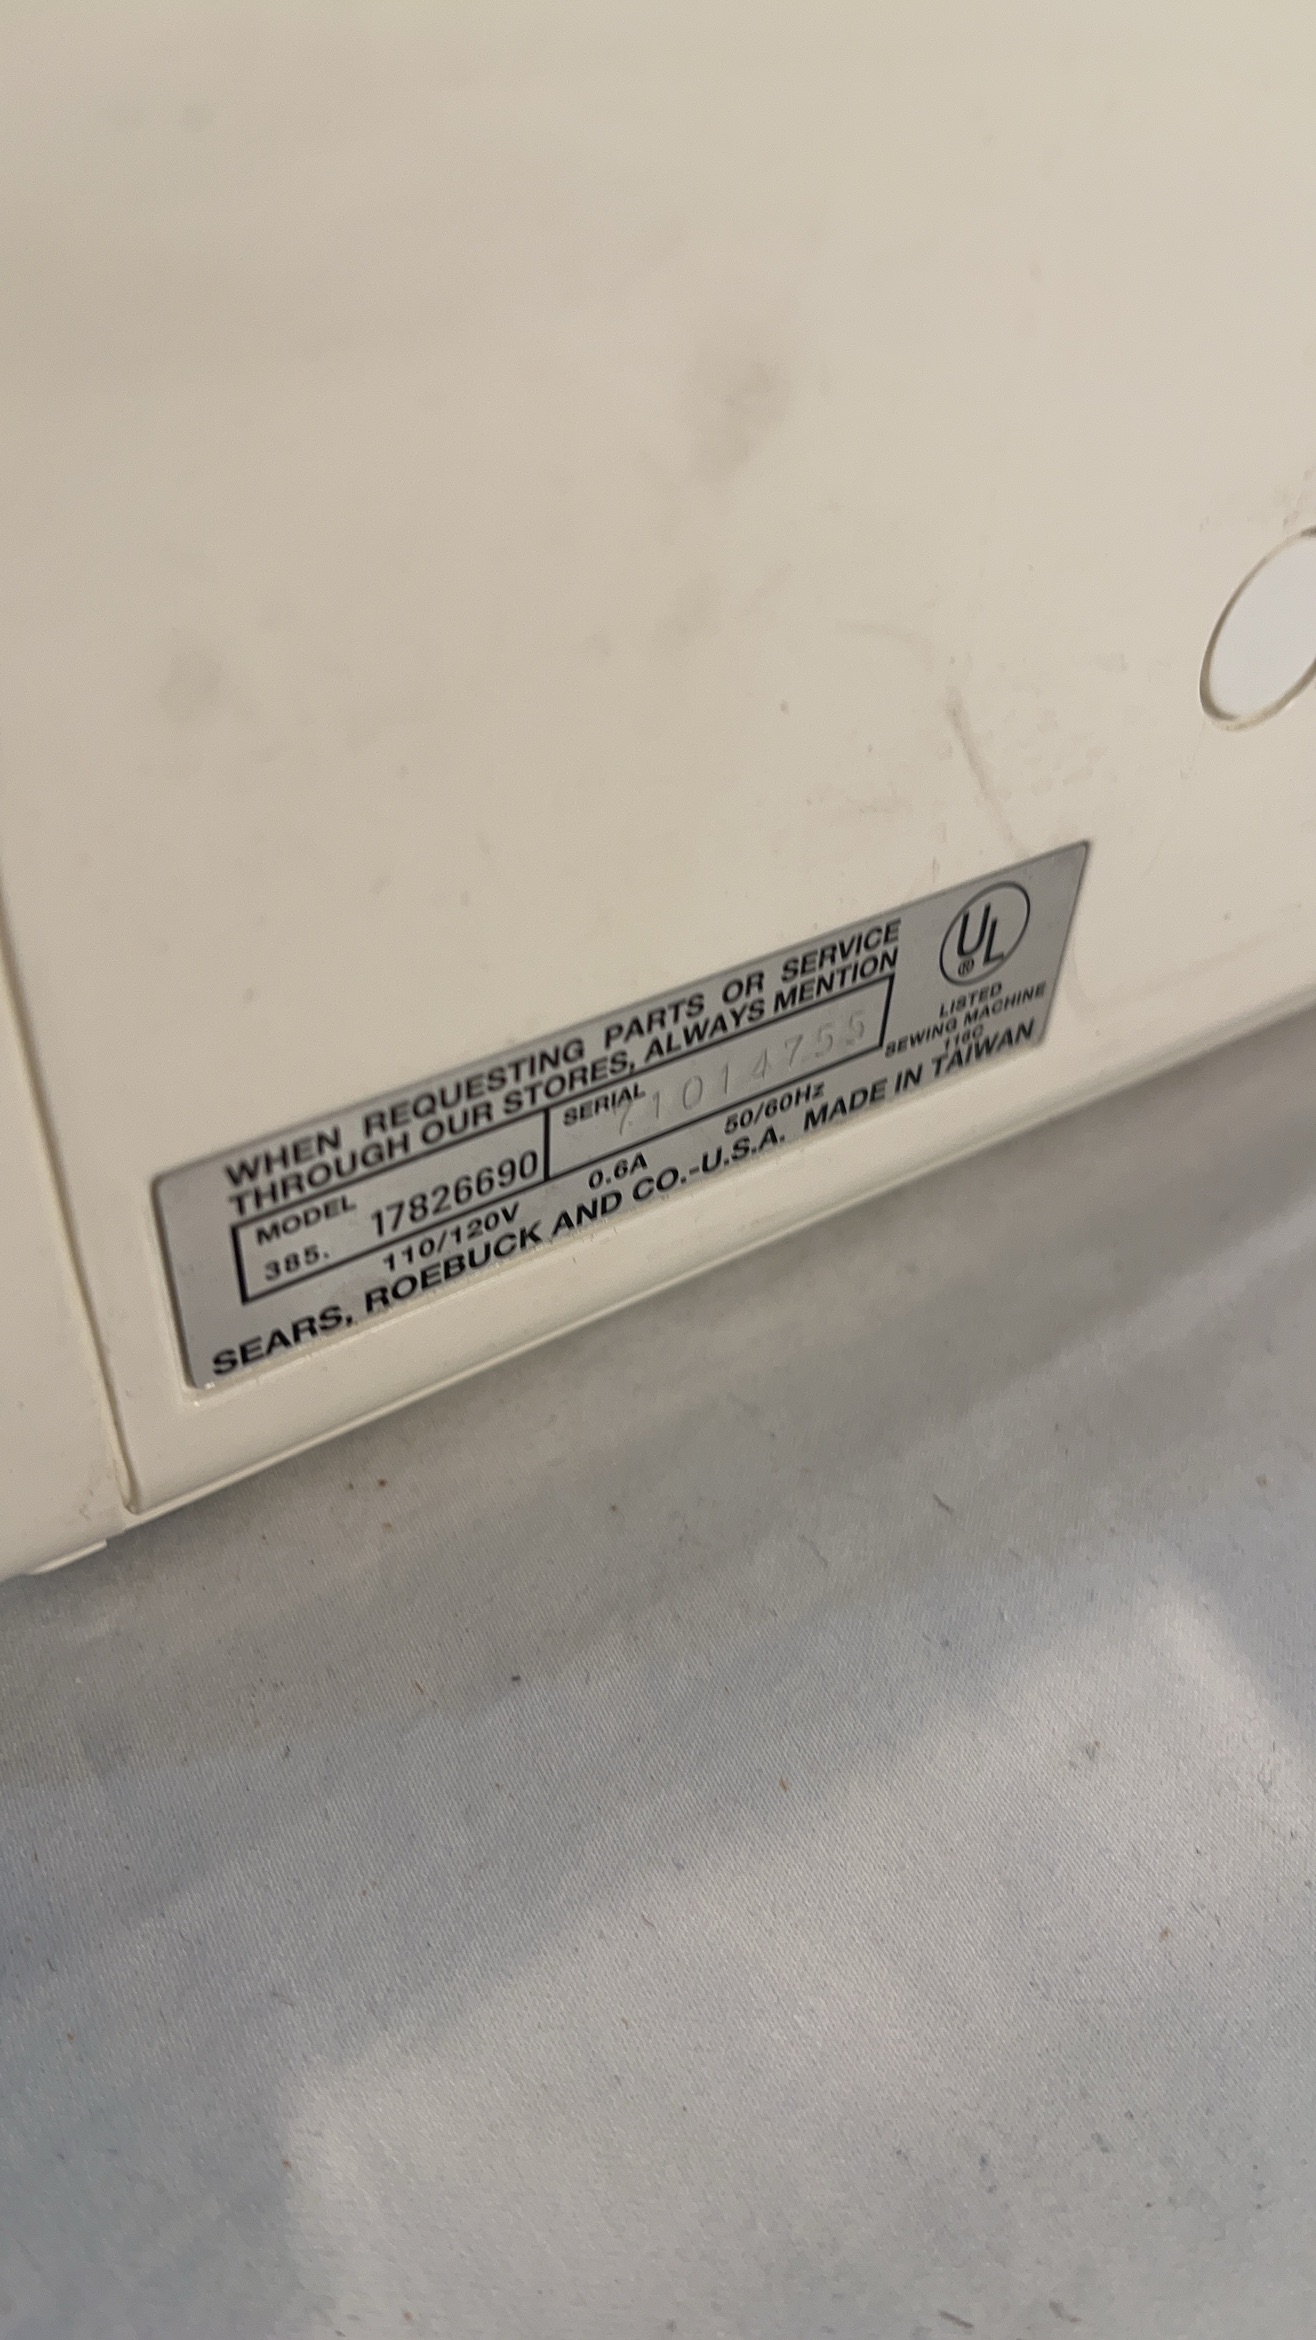 WHEN REQUESTING PARTS OR SERVICE
THROUGH OUR STORES, ALWAYS MENTION
MODEL
385. 17826690
SERIAL
71014755
110/120V 0.6A 50/60Hz
SEARS, ROEBUCK AND CO.-U.S.A. MADE IN TAIWAN
UL
®
LISTED
SEWING MACHINE
116C